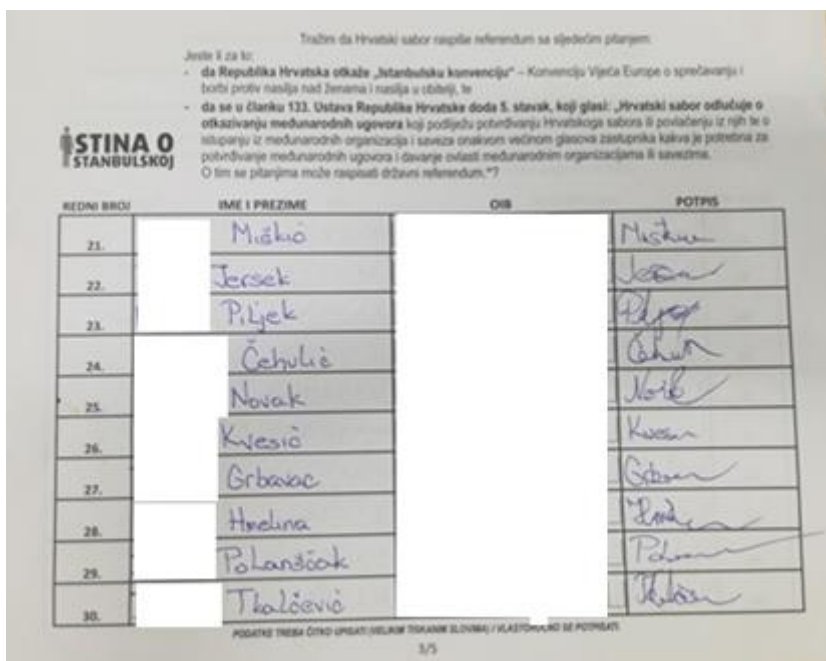 Tražim da Hrvatski sabor raspiše referendum sa sljedećim pitanjem:
Jeste li za to:
- da Republika Hrvatska otkaže „Istanbulsku konvenciju“ – Konvenciju Vijeća Europe o sprečavanju i
borbi protiv nasilja nad ženama i nasilja u obitelji, te
- da se u članku 133. Ustava Republike Hrvatske doda 5. stavak, koji glasi: „Hrvatski sabor odlučuje o
otkazivanju međunarodnih ugovora koji podliježu potvrđivanju Hrvatskoga sabora ili povlačenju iz njih te o
istupanju iz međunarodnih organizacija i saveza onakvom većinom glasova zastupnika kakva je potrebna za
potvrđivanje međunarodnih ugovora i davanje ovlasti međunarodnim organizacijama ili savezima.
O tim se pitanjima može raspisati državni referendum.“?
ISTINA O
ISTANBULSKOJ
REDNI BROJ IME I PREZIME OIB POTPIS
21. Miškić
22. Jersek
23. Piljek
24. Čehulić
25. Novak
26. Kvesić
27. Grbavac
28. Hmelina
29. Polanšćak
30. Tkalčević
PODATKE TREBA ČITKO UPISATI (VELIKIM TISKANIM SLOVIMA) I VLASTORUČNO SE POTPISATI.
3/5